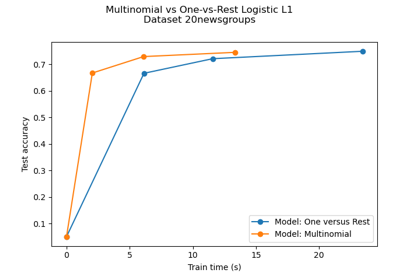 Multinomial vs One-vs-Rest Logistic L1
Dataset 20newsgroups
Test accuracy
0.7
0.6
0.5
0.4
0.3
0.2
0.1
Model: One versus Rest
Model: Multinomial
0 5 10 15 20
Train time (s)